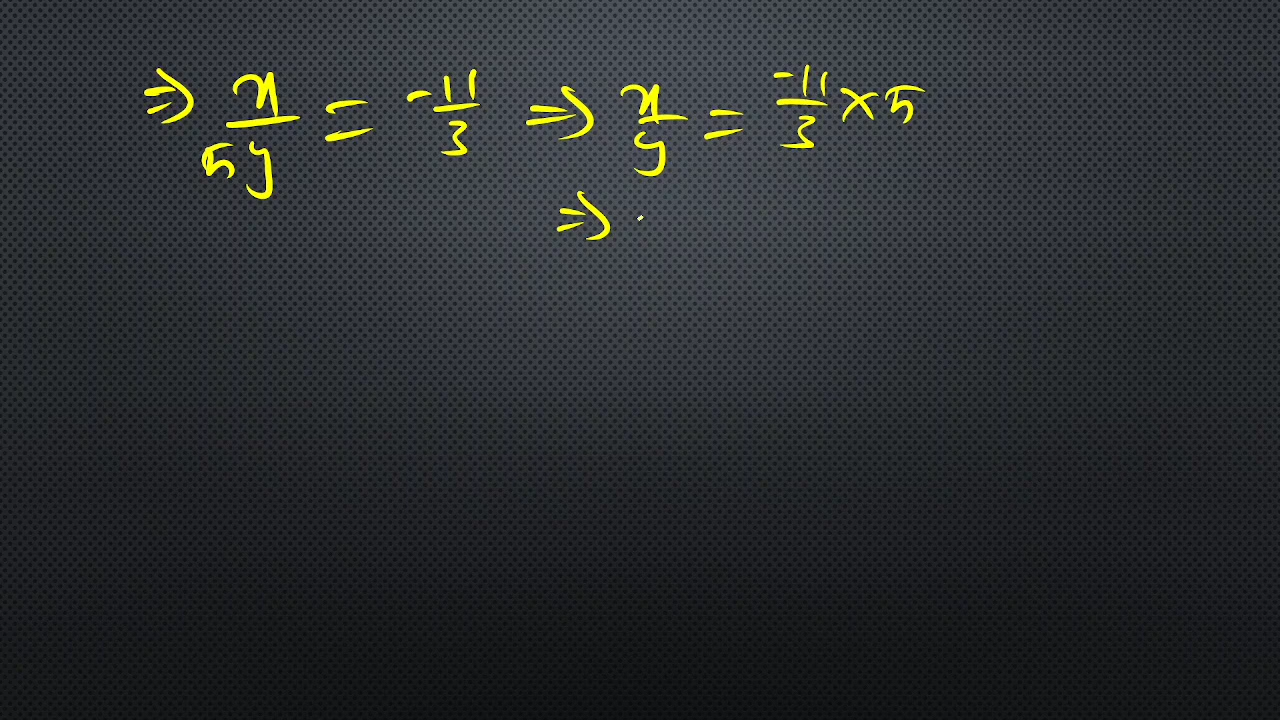 ⇒ x/5y = -11/3 ⇒ x/y = -11/3 × 5
⇒